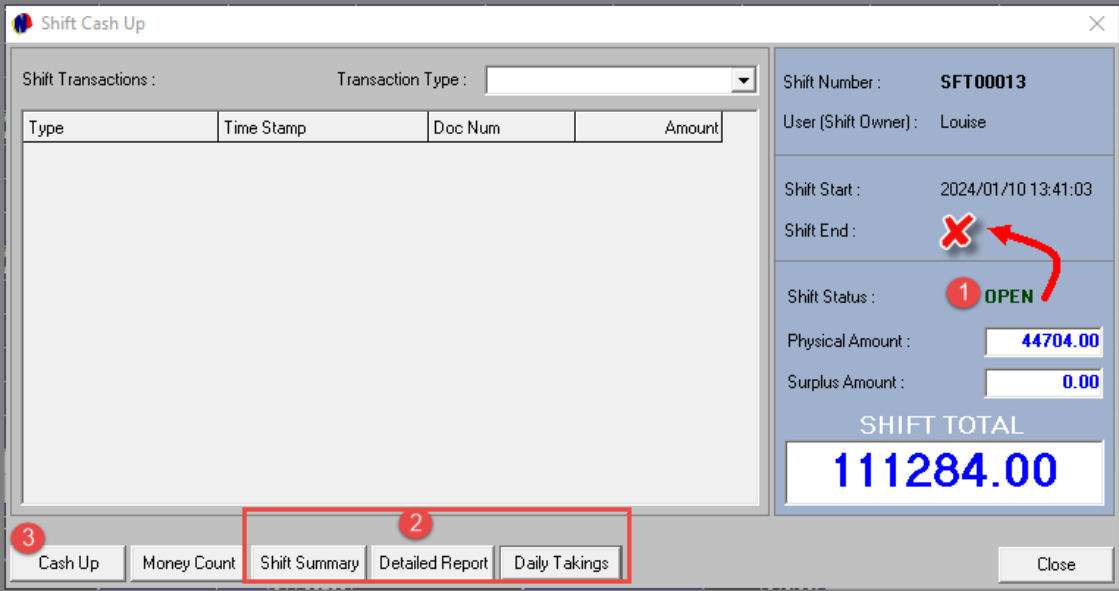 Shift Cash Up
Shift Transactions :
Transaction Type :
Type Time Stamp Doc Num Amount
Shift Number : SFT00013
User (Shift Owner) : Louise
Shift Start : 2024/01/10 13:41:03
Shift End :
Shift Status : 1 OPEN
Physical Amount : 44704.00
Surplus Amount : 0.00
SHIFT TOTAL
111284.00
3
2
Cash Up Money Count Shift Summary Detailed Report Daily Takings Close